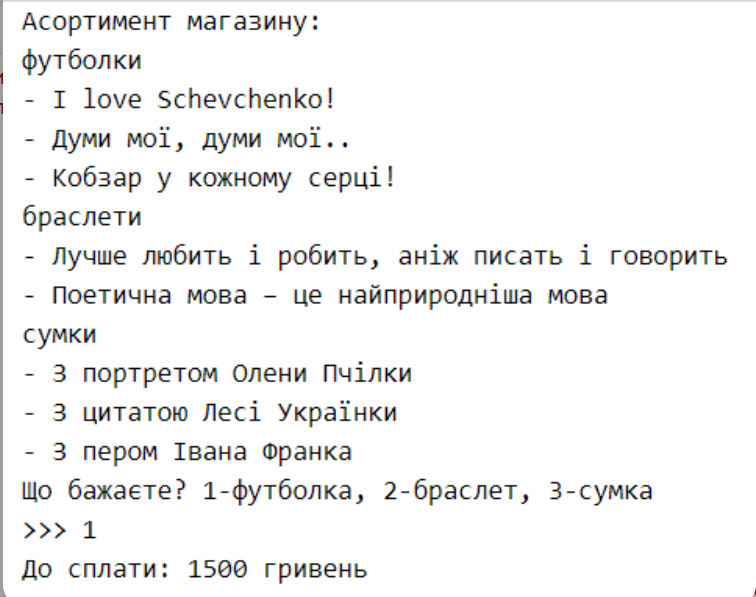 Асортимент магазину:
футболки
- I love Schevchenko!
- Думи мої, думи мої..
- Кобзар у кожному серці!
браслети
- Лучше любить і робить, аніж писать і говорить
- Поетична мова – це найприродніша мова
сумки
- З портретом Олени Пчілки
- З цитатою Лесі Українки
- З пером Івана Франка
Що бажаєте? 1-футболка, 2-браслет, 3-сумка
>>> 1
До сплати: 1500 гривень